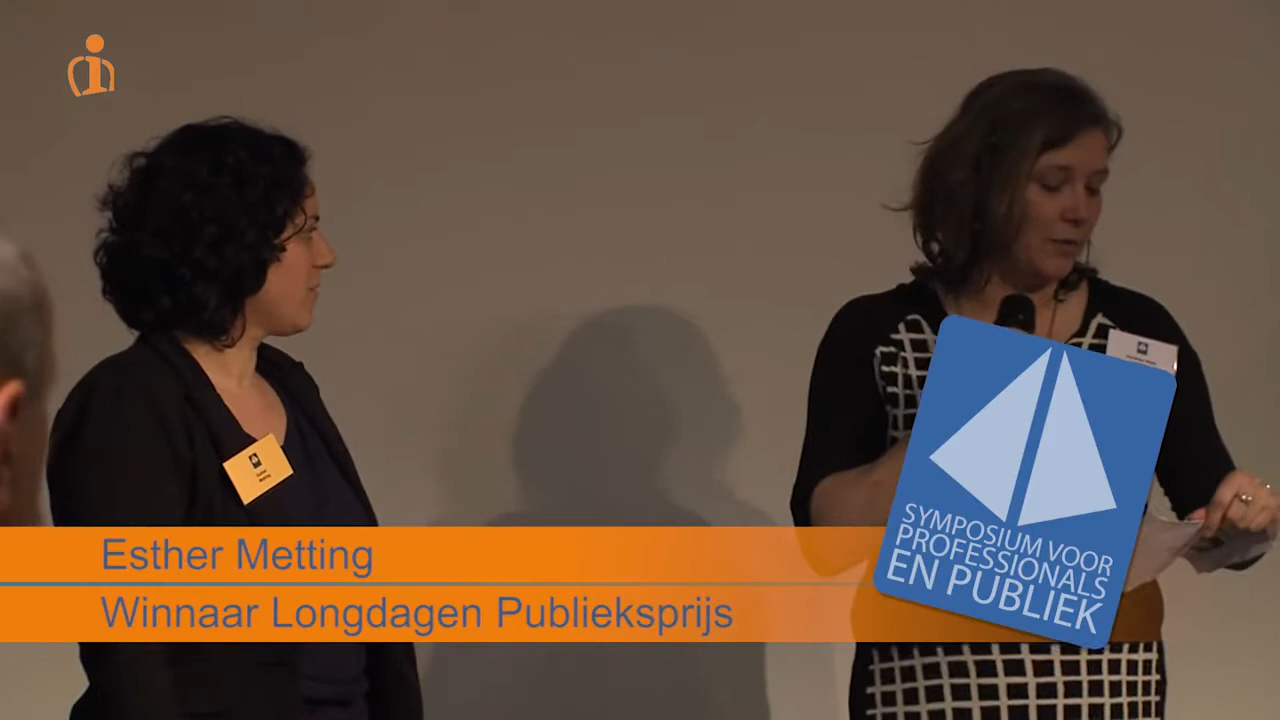 Esther Metting
Winnaar Longdagen Publieksprijs
SYMPOSIUM VOOR
PROFESSIONALS
EN PUBLIEK